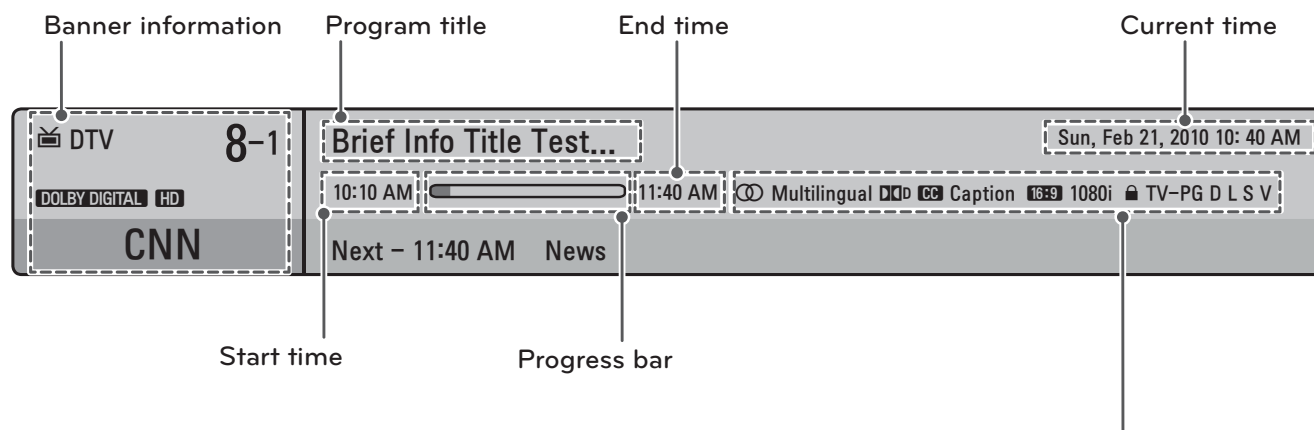 Banner information Program title End time Current time
DTV 8-1 Brief Info Title Test... Sun, Feb 21, 2010 10: 40 AM
DOLBY DIGITAL HD 10:10 AM 11:40 AM Multilingual D CC Caption 16:9 1080i TV-PG D L S V
CNN Next - 11:40 AM News
Start time Progress bar